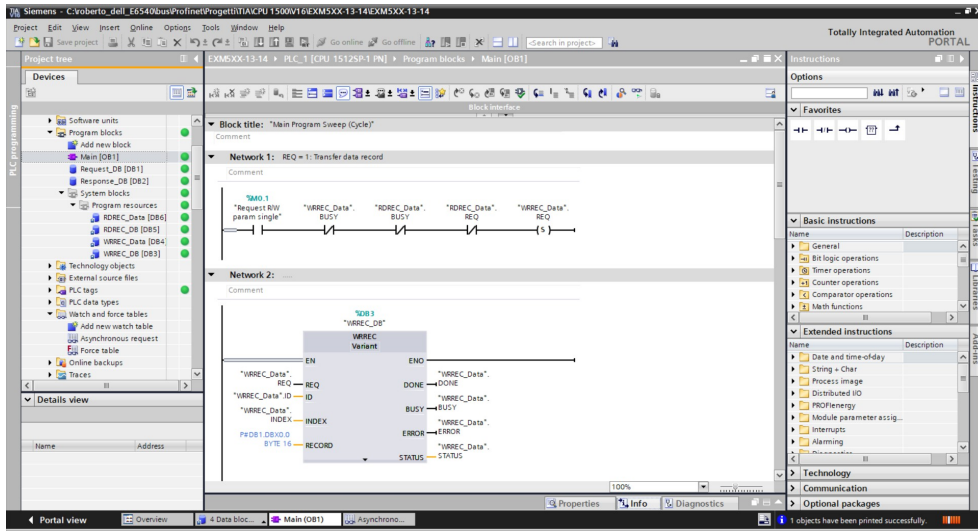 Siemens - C:\roberto_dell_E6540\bus\Profinet\Progetti\TIA\CPU 1500\V16\EXM5XX-13-14\EXM5XX-13-14
Project Edit View Insert Online Options Tools Window Help
Totally Integrated Automation
PORTAL
Save project Go online Go offline <Search in project>
Project tree
EXM5XX-13-14 ▸ PLC_1 [CPU 1512SP-1 PN] ▸ Program blocks ▸ Main [OB1]
Instructions
Devices
Options
PLC programming
Software units
Program blocks
Add new block
Main [OB1]
Request_DB [DB1]
Response_DB [DB2]
System blocks
Program resources
RDREC_Data [DB6]
RDREC_DB [DB5]
WRREC_Data [DB4]
WRREC_DB [DB3]
Technology objects
External source files
PLC tags
PLC data types
Watch and force tables
Add new watch table
Asynchronous request
Force table
Online backups
Traces
Details view
Name Address
Block interface
Block title: "Main Program Sweep (Cycle)"
Comment
Network 1: REQ = 1: Transfer data record
Comment
%M0.1
"Request R/W "WRREC_Data". "RDREC_Data". "RDREC_Data". "WRREC_Data".
param single" BUSY BUSY REQ REQ
S
Network 2: ....
Comment
%DB3
"WRREC_DB"
WRREC
Variant
EN ENO
"WRREC_Data". "WRREC_Data".
REQ REQ DONE DONE
"WRREC_Data".ID ID "WRREC_Data".
"WRREC_Data". BUSY BUSY
INDEX INDEX "WRREC_Data".
P#DB1.DBX0.0 ERROR ERROR
BYTE 16 RECORD "WRREC_Data".
STATUS STATUS
100%
Properties Info Diagnostics
Favorites
Basic instructions
Name Description
General
Bit logic operations
Timer operations
Counter operations
Comparator operations
Math functions
Extended instructions
Name Description
Date and time-of-day
String + Char
Process image
Distributed I/O
PROFIenergy
Module parameter assig...
Interrupts
Alarming
Diagnostics
Technology
Communication
Optional packages
Instructions
Testing
Tasks
Libraries
Add-ins
Portal view Overview 4 Data bloc... Main (OB1) Asynchrono... 1 objects have been printed successfully.